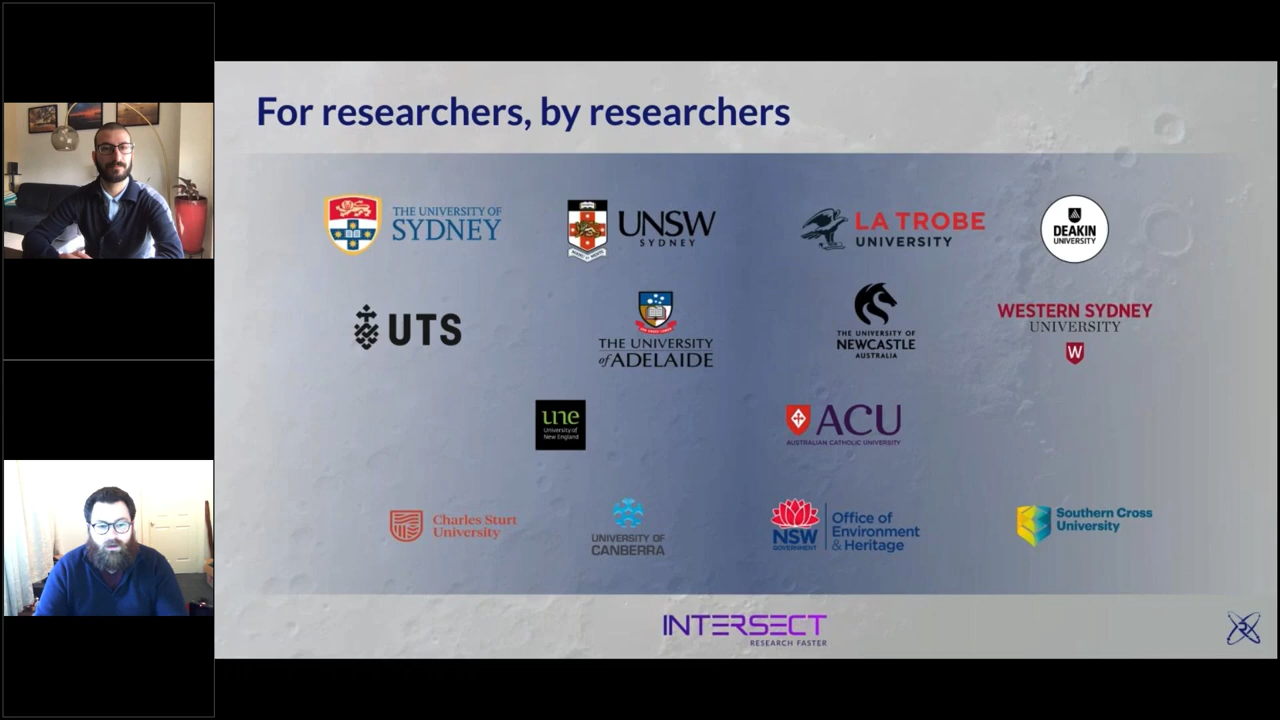 For researchers, by researchers
THE UNIVERSITY OF
SYDNEY
UNSW
SYDNEY
LA TROBE
UNIVERSITY
DEAKIN
UNIVERSITY
UTS
THE UNIVERSITY
of ADELAIDE
THE UNIVERSITY OF
NEWCASTLE
AUSTRALIA
WESTERN SYDNEY
UNIVERSITY
W
une
University of
New England
ACU
AUSTRALIAN CATHOLIC UNIVERSITY
Charles Sturt
University
UNIVERSITY OF
CANBERRA
NSW
GOVERNMENT
Office of
Environment
& Heritage
Southern Cross
University
INTERSECT
RESEARCH FASTER